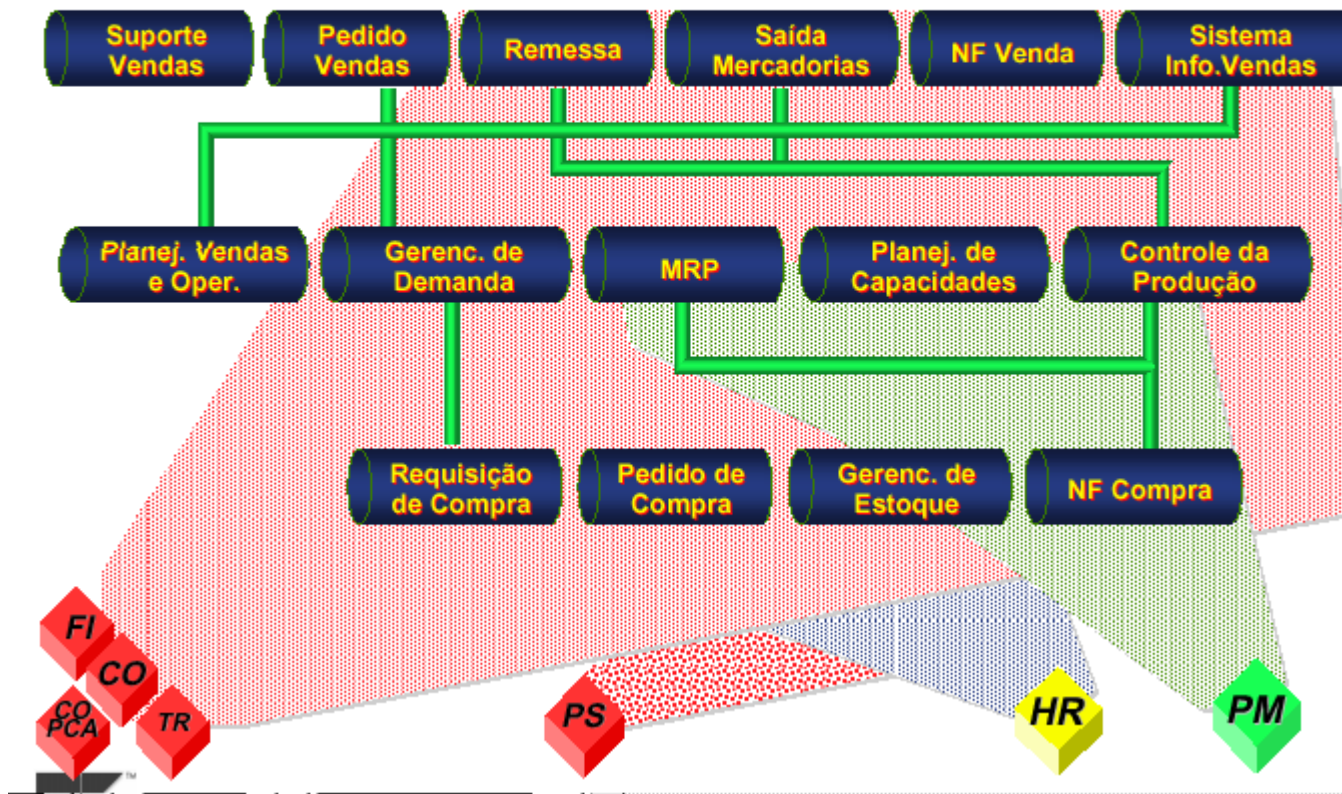 Suporte
Vendas
Pedido
Vendas
Remessa
Saída
Mercadorias
NF Venda
Sistema
Info.Vendas
Planej. Vendas
e Oper.
Gerenc. de
Demanda
MRP
Planej. de
Capacidades
Controle da
Produção
Requisição
de Compra
Pedido de
Compra
Gerenc. de
Estoque
NF Compra
FI
CO
CO
PCA
TR
PS
HR
PM
TM